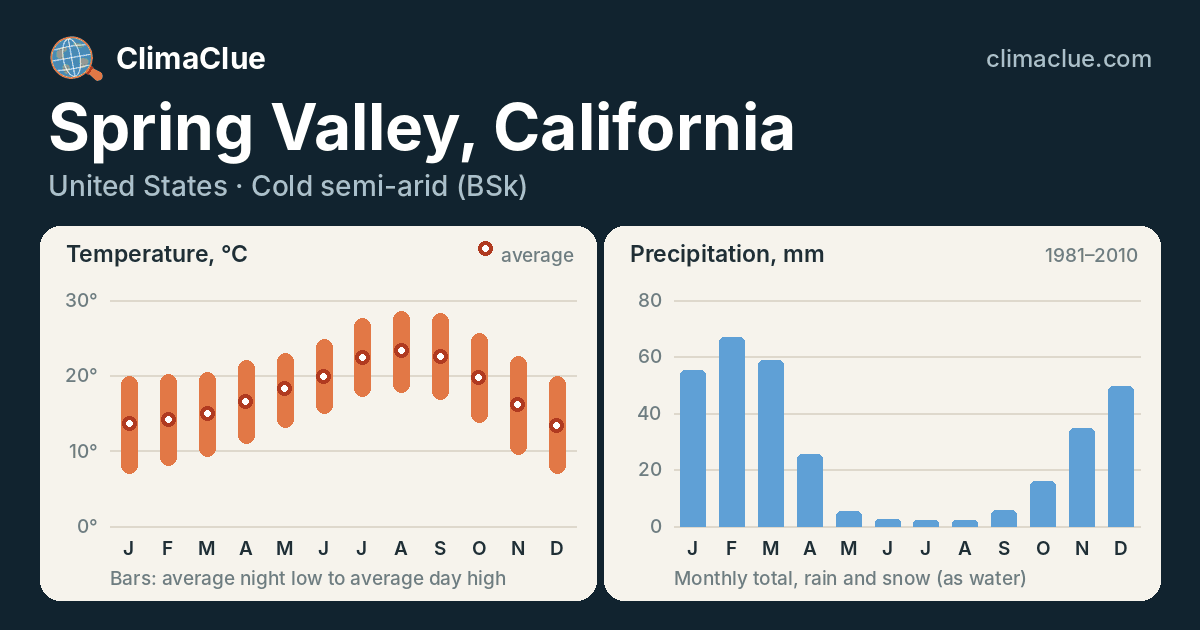 ClimaClue
climaclue.com
Spring Valley, California
United States · Cold semi-arid (BSk)
Temperature, °C
average
30°
20°
10°
0°
J F M A M J J A S O N D
Bars: average night low to average day high
Precipitation, mm
1981–2010
80
60
40
20
0
J F M A M J J A S O N D
Monthly total, rain and snow (as water)